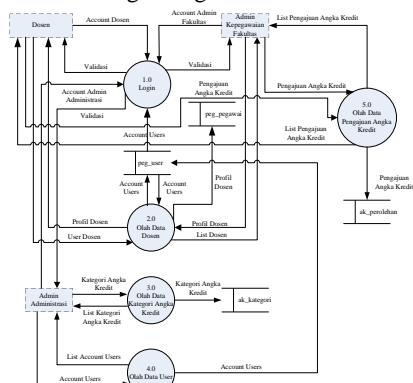 Dosen
Account Dosen
Account Admin
Fakultas
Admin
Kepegawaian
Fakultas
List Pengajuan Angka Kredit
Validasi
1.0
Login
Validasi
Account Admin
Administrasi
Validasi
Pengajuan
Angka Kredit
Pengajuan Angka Kredit
5.0
Olah Data
Pengajuan Angka
Kredit
peg_pegawai
Account Users
List Pengajuan
Angka Kredit
peg_user
Account
Users
Account
Users
Profil
Dosen
Pengajuan
Angka
Kredit
ak_perolehan
Profil Dosen
User Dosen
2.0
Olah Data
Dosen
Profil Dosen
List Dosen
Kategori Angka
Kredit
Kategori Angka
Kredit
Admin
Administrasi
List Kategori
Angka Kredit
3.0
Olah Data
Kategori Angka
Kredit
ak_kategori
List Account Users
4.0
Olah Data User
Account Users
Account Users